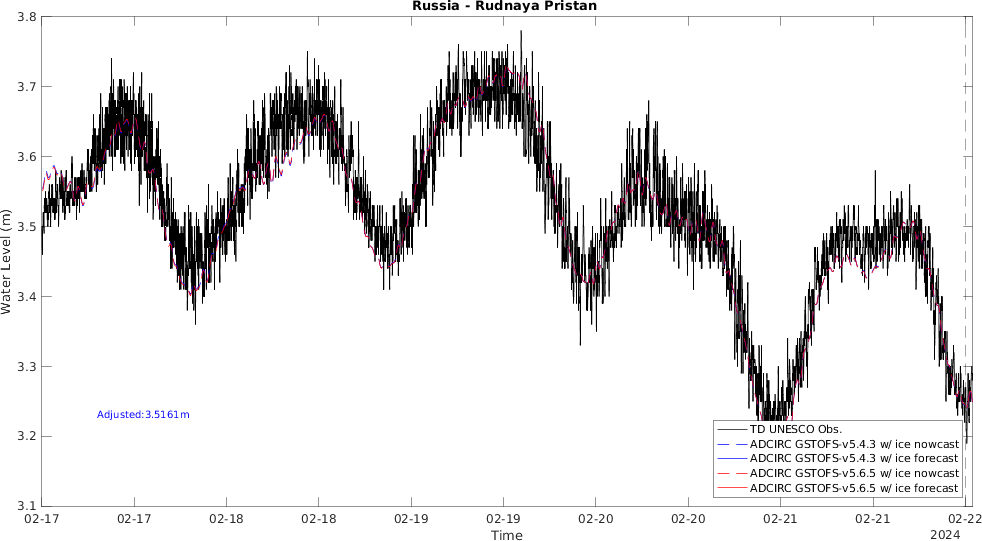 Russia - Rudnaya Pristan
3.8
3.7
3.6
3.5
3.4
3.3
3.2
3.1
Water Level (m)
Adjusted:3.5161m
TD UNESCO Obs.
ADCIRC GSTOFS-v5.4.3 w/ ice nowcast
ADCIRC GSTOFS-v5.4.3 w/ ice forecast
ADCIRC GSTOFS-v5.6.5 w/ ice nowcast
ADCIRC GSTOFS-v5.6.5 w/ ice forecast
02-17 02-17 02-18 02-18 02-19 02-19 02-20 02-20 02-21 02-21 02-22
Time
2024